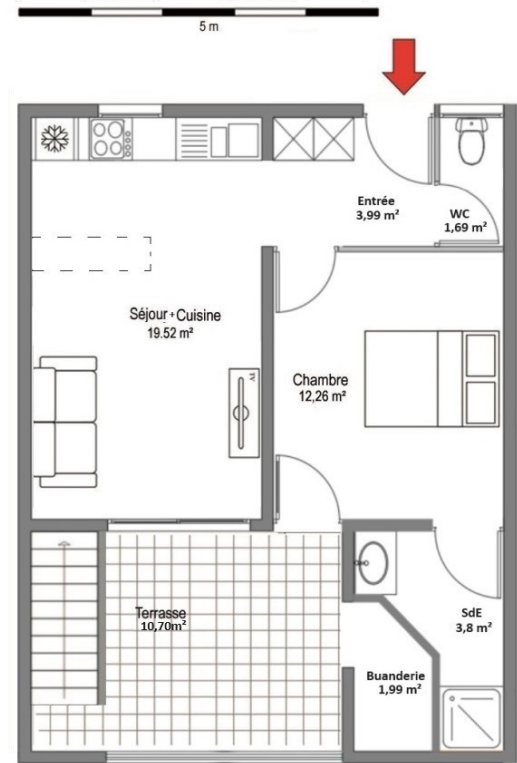 5 m
Entrée
3,99 m²
WC
1,69 m²
Séjour+Cuisine
19.52 m²
TV
Chambre
12,26 m²
Terrasse
10,70m²
SdE
3,8 m²
Buanderie
1,99 m²